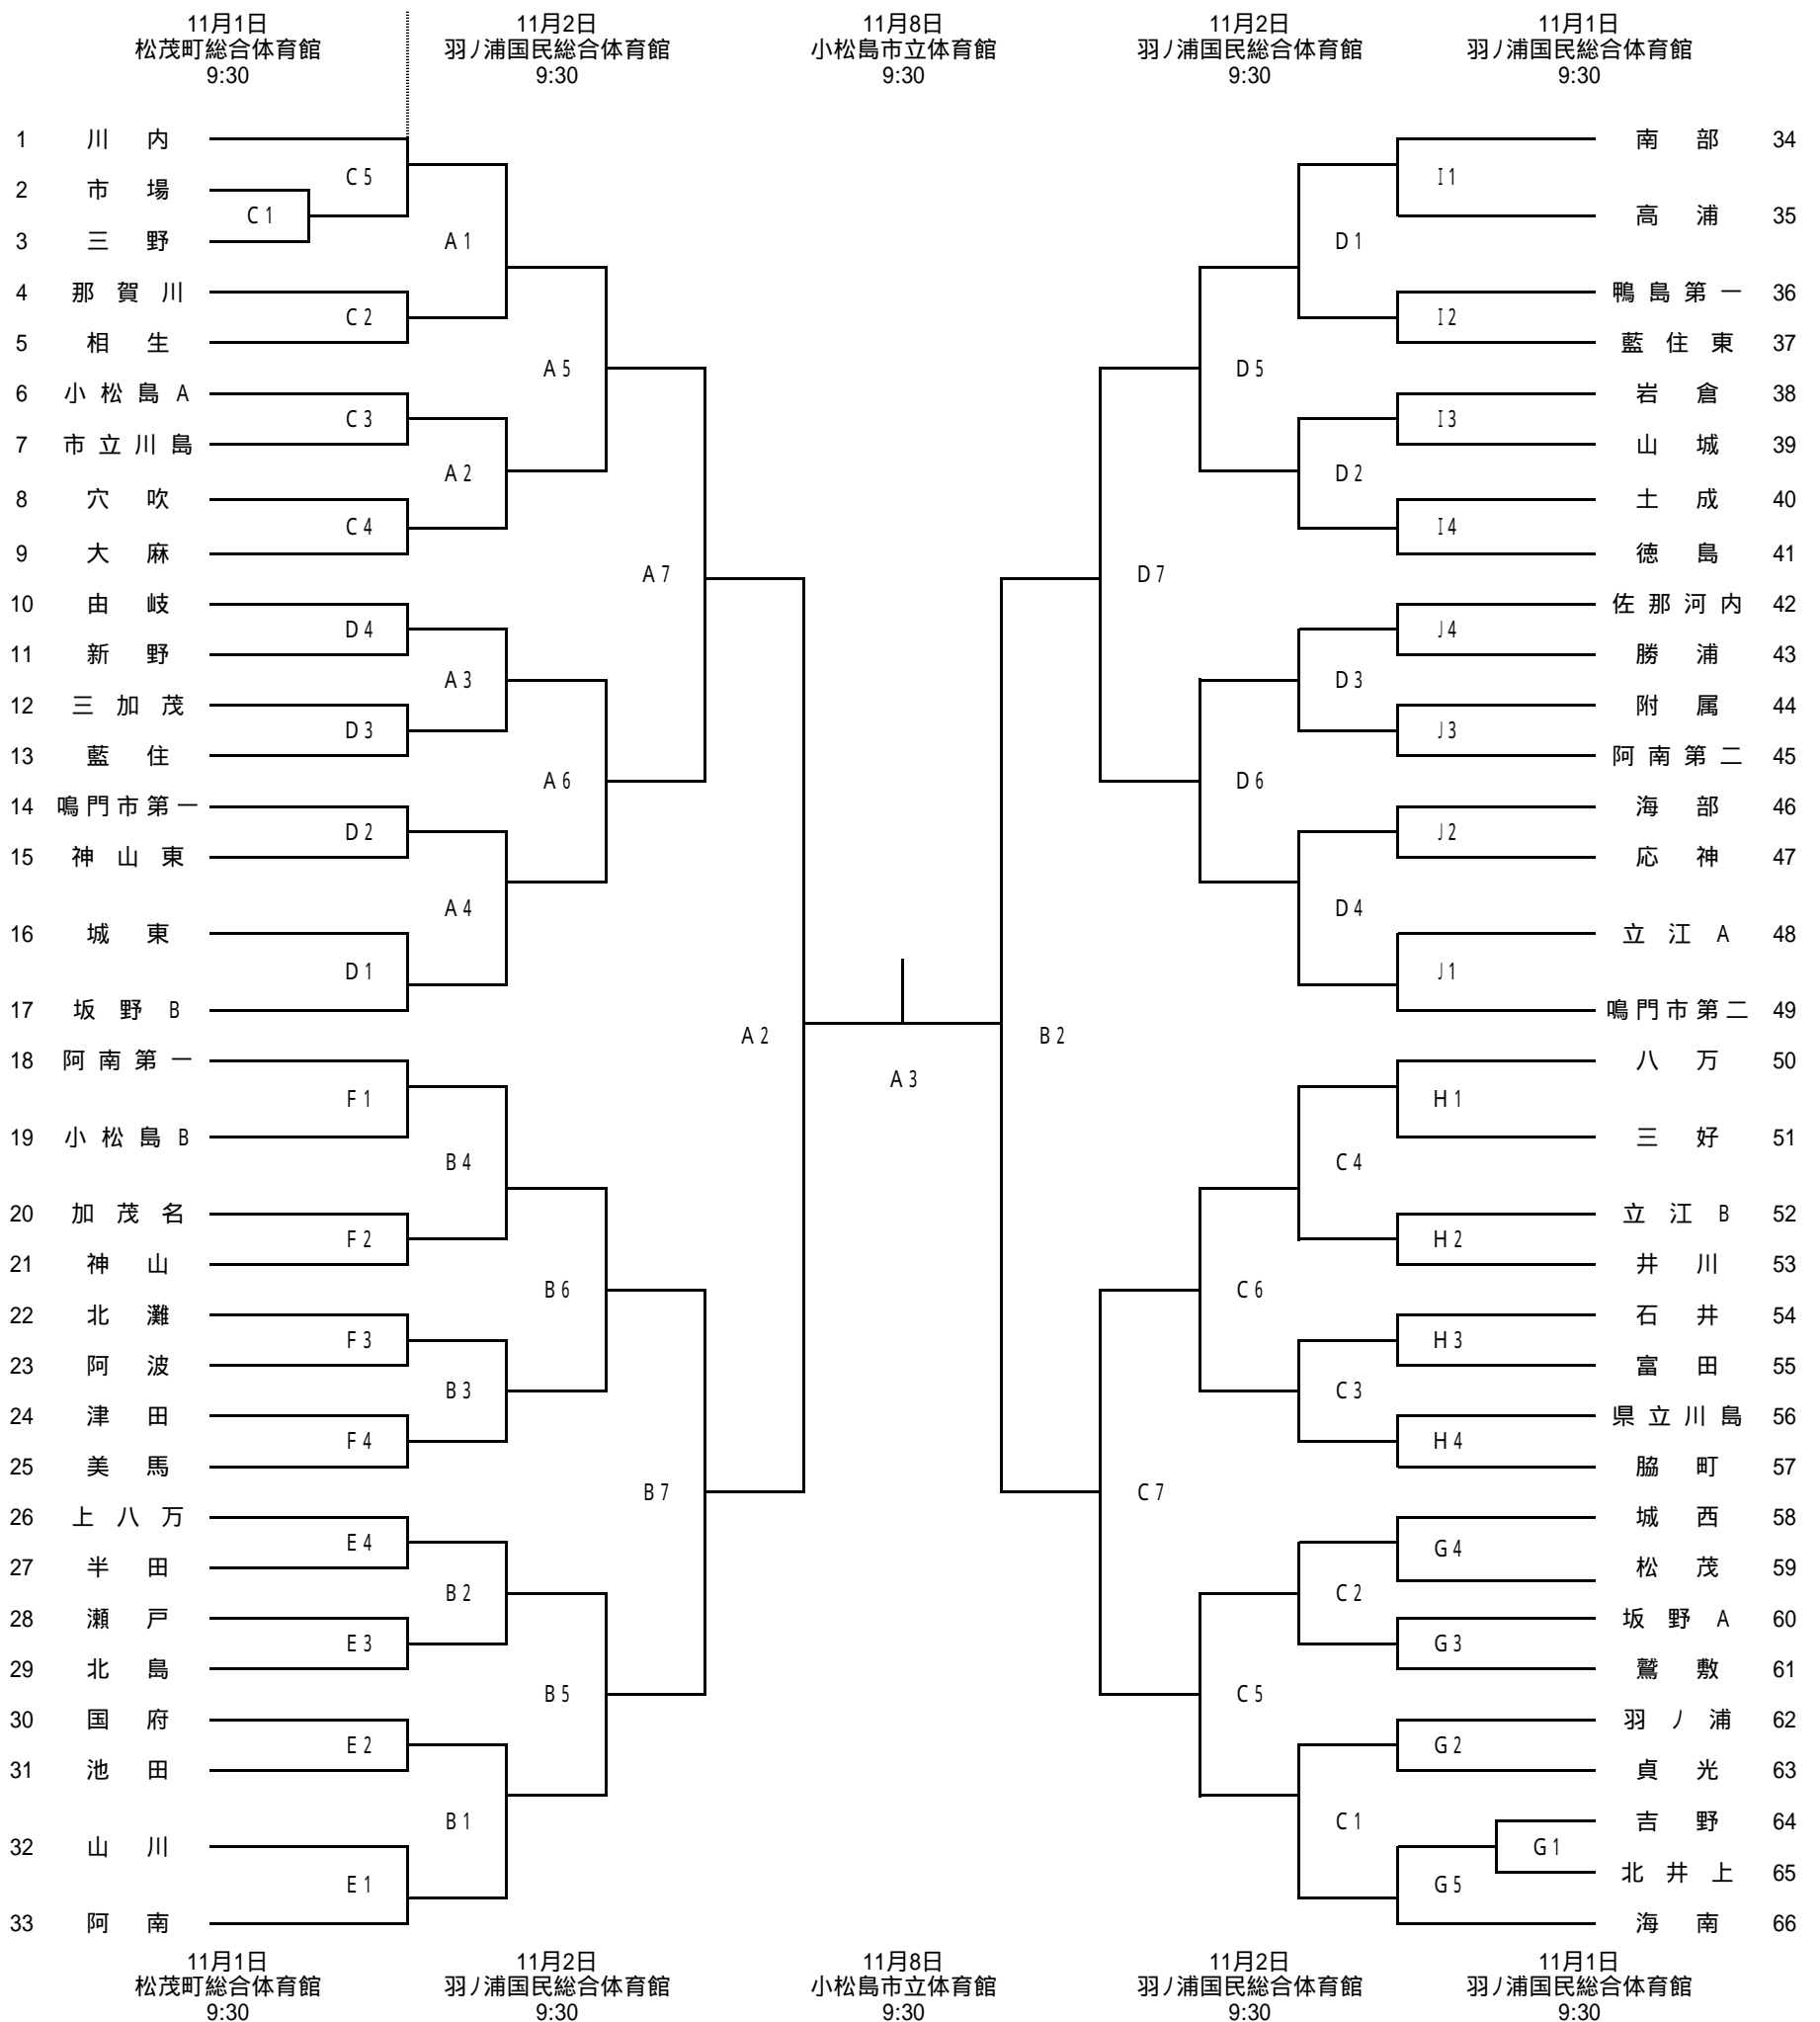 11月1日 11月2日 11月8日 11月2日 11月1日
松茂町総合体育館 羽ノ浦国民総合体育館 小松島市立体育館 羽ノ浦国民総合体育館 羽ノ浦国民総合体育館
9:30 9:30 9:30 9:30 9:30
1 川内 南部 34
C5 I1
2 市場
C1 高浦 35
3 三野 A1 D1
4 那賀川 鴨島第一 36
C2 I2
5 相生 藍住東 37
A5 D5
6 小松島A 岩倉 38
C3 I3
7 市立川島 山城 39
A2 D2
8 穴吹 土成 40
C4 I4
9 大麻 徳島 41
A7 D7
10 由岐 佐那河内 42
D4 J4
11 新野 勝浦 43
A3 D3
12 三加茂 附属 44
D3 J3
13 藍住 阿南第二 45
A6 D6
14 鳴門市第一 海部 46
D2 J2
15 神山東 応神 47
A4 D4
16 城東 立江A 48
D1 J1
17 坂野B 鳴門市第二 49
A2 B2
18 阿南第一 八万 50
A3
F1 H1
19 小松島B 三好 51
B4 C4
20 加茂名 立江B 52
F2 H2
21 神山 井川 53
B6 C6
22 北灘 石井 54
F3 H3
23 阿波 富田 55
B3 C3
24 津田 県立川島 56
F4 H4
25 美馬 脇町 57
B7 C7
26 上八万 城西 58
E4 G4
27 半田 松茂 59
B2 C2
28 瀬戸 坂野A 60
E3 G3
29 北島 鷲敷 61
B5 C5
30 国府 羽ノ浦 62
E2 G2
31 池田 貞光 63
B1 C1 吉野 64
32 山川 G1
北井上 65
E1 G5
33 阿南 海南 66
11月1日 11月2日 11月8日 11月2日 11月1日
松茂町総合体育館 羽ノ浦国民総合体育館 小松島市立体育館 羽ノ浦国民総合体育館 羽ノ浦国民総合体育館
9:30 9:30 9:30 9:30 9:30